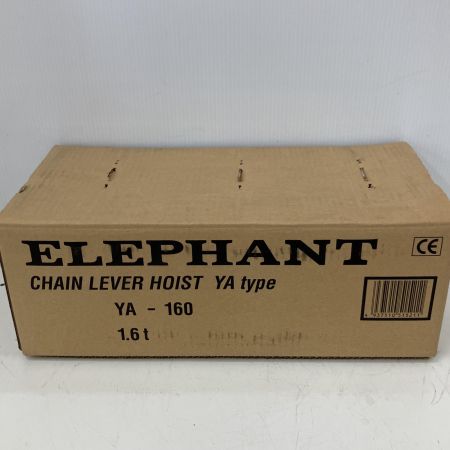 ELEPHANT
CE
CHAIN LEVER HOIST YA type
YA - 160
1.6 t